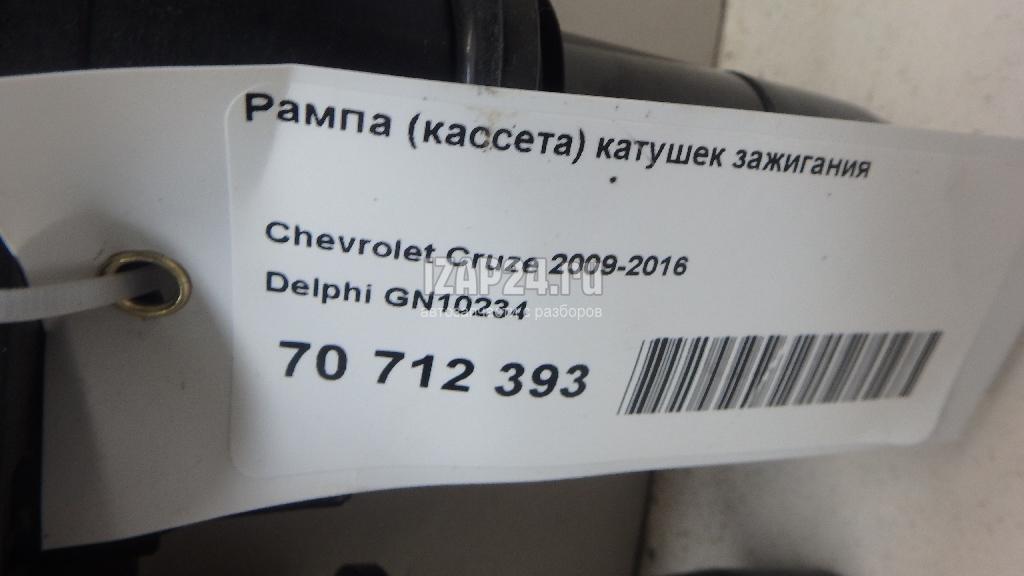 Рампа (кассета) катушек зажигания
Chevrolet Cruze 2009-2016
IZAP24.ru
Delphi GN10234
автозапчасти с разборов
70 712 393